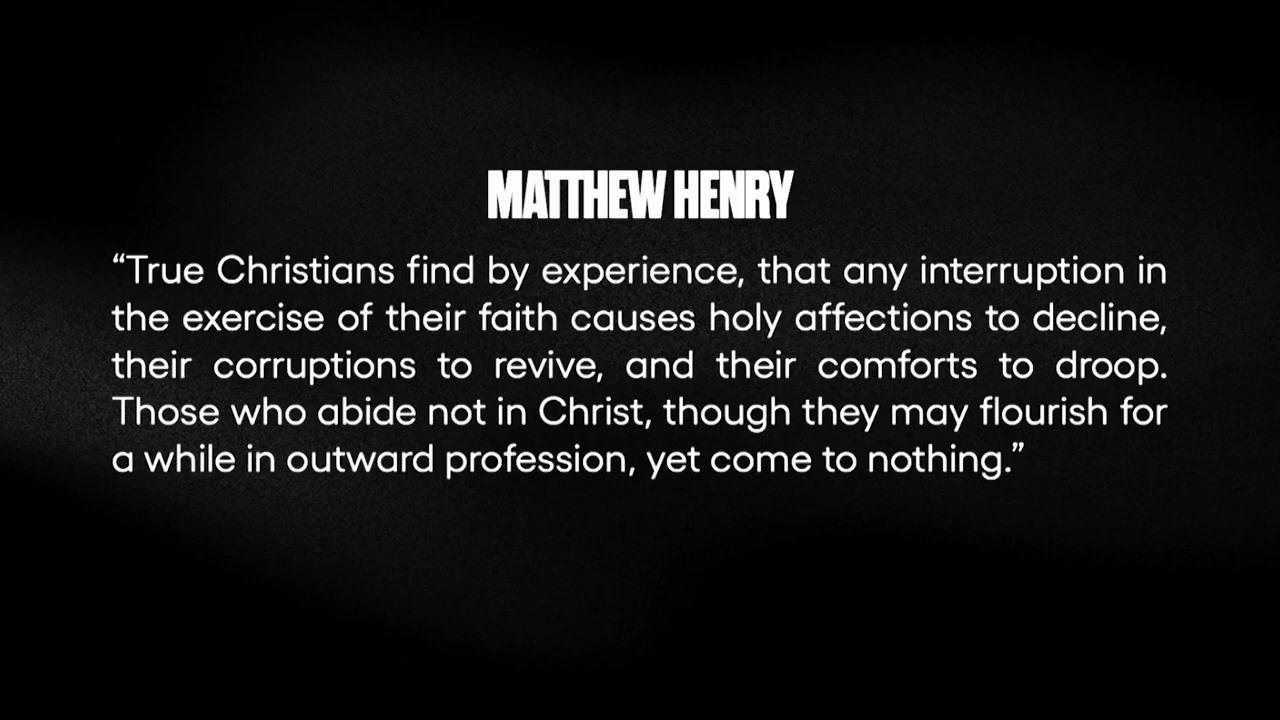 MATTHEW HENRY
“True Christians find by experience, that any interruption in
the exercise of their faith causes holy affections to decline,
their corruptions to revive, and their comforts to droop.
Those who abide not in Christ, though they may flourish for
a while in outward profession, yet come to nothing.”